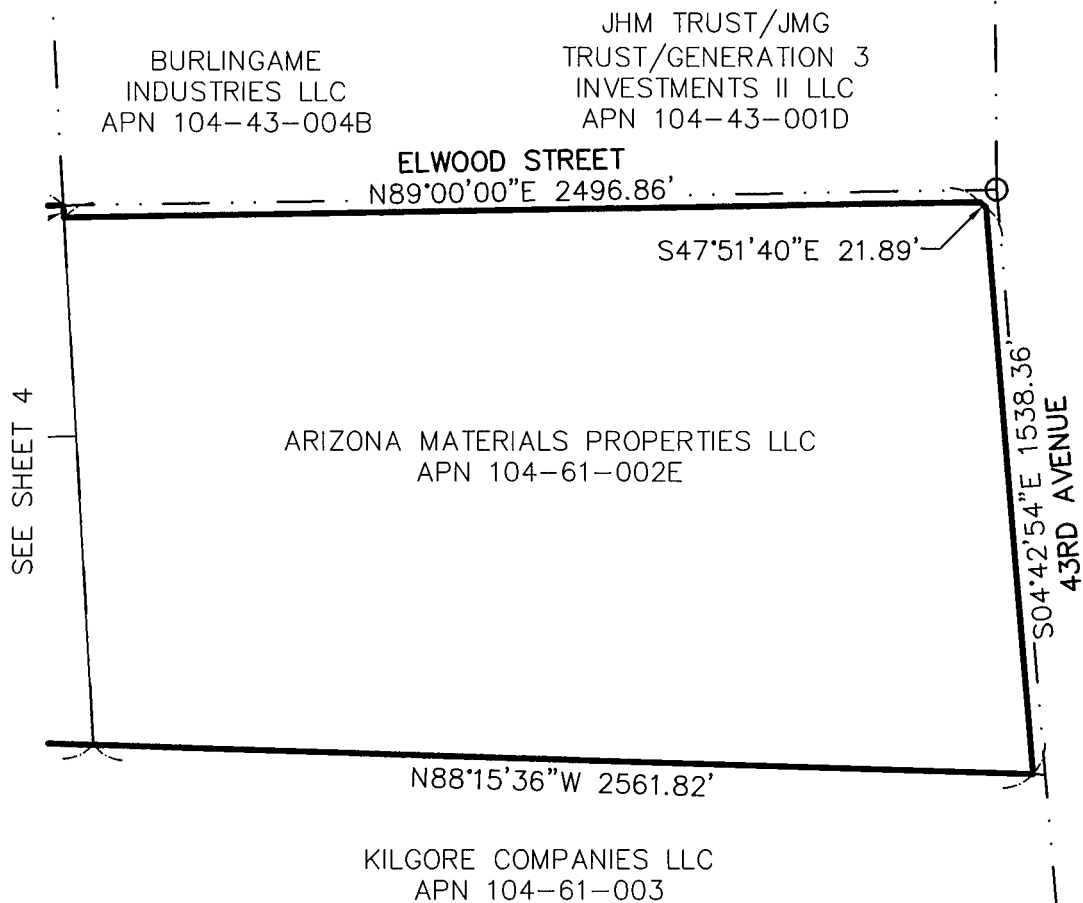 JHM TRUST/JMG
TRUST/GENERATION 3
INVESTMENTS II LLC
APN 104-43-001D
BURLINGAME
INDUSTRIES LLC
APN 104-43-004B
ELWOOD STREET
N89°00'00"E 2496.86'
S47°51'40"E 21.89'
SEE SHEET 4
ARIZONA MATERIALS PROPERTIES LLC
APN 104-61-002E
S04°42'54"E 1538.36'
43RD AVENUE
N88°15'36"W 2561.82'
KILGORE COMPANIES LLC
APN 104-61-003